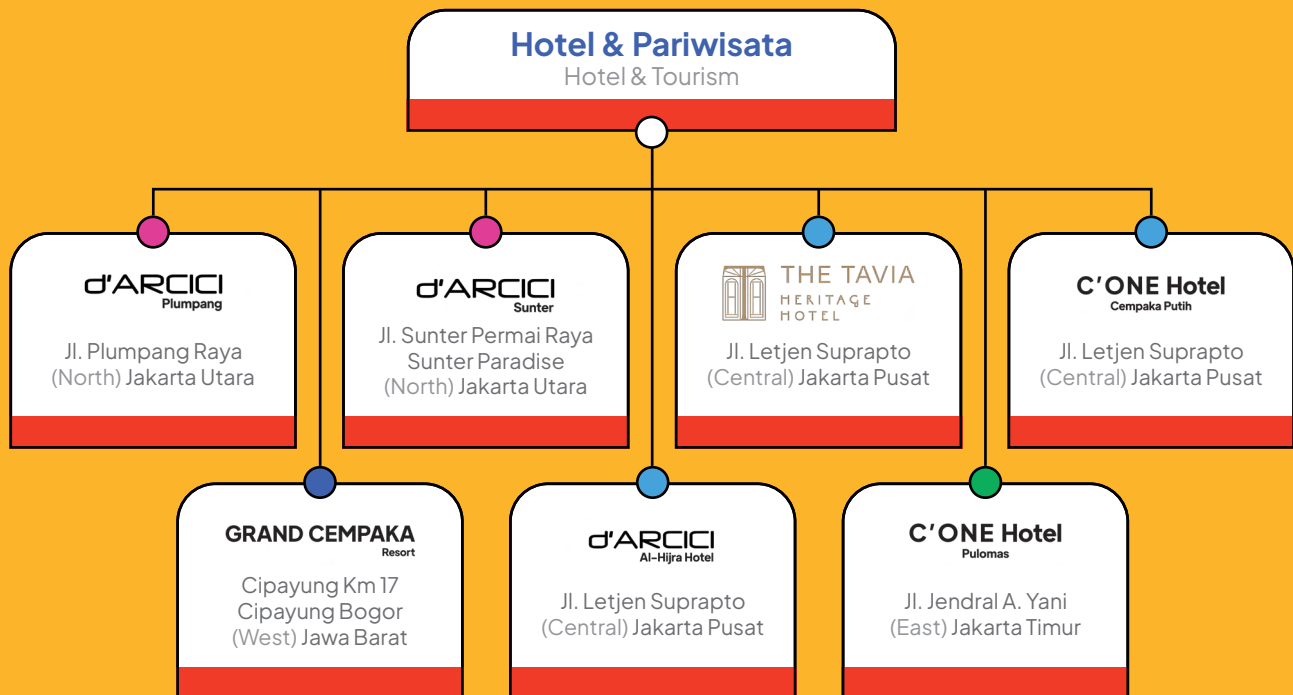 Hotel & Pariwisata
Hotel & Tourism
d'ARCICI
Plumpang
Jl. Plumpang Raya
(North) Jakarta Utara
d'ARCICI
Sunter
Jl. Sunter Permai Raya
Sunter Paradise
(North) Jakarta Utara
THE TAVIA
HERITAGE
HOTEL
Jl. Letjen Suprapto
(Central) Jakarta Pusat
C'ONE Hotel
Cempaka Putih
Jl. Letjen Suprapto
(Central) Jakarta Pusat
GRAND CEMPAKA
Resort
Cipayung Km 17
Cipayung Bogor
(West) Jawa Barat
d'ARCICI
Al-Hijra Hotel
Jl. Letjen Suprapto
(Central) Jakarta Pusat
C'ONE Hotel
Pulomas
Jl. Jendral A. Yani
(East) Jakarta Timur